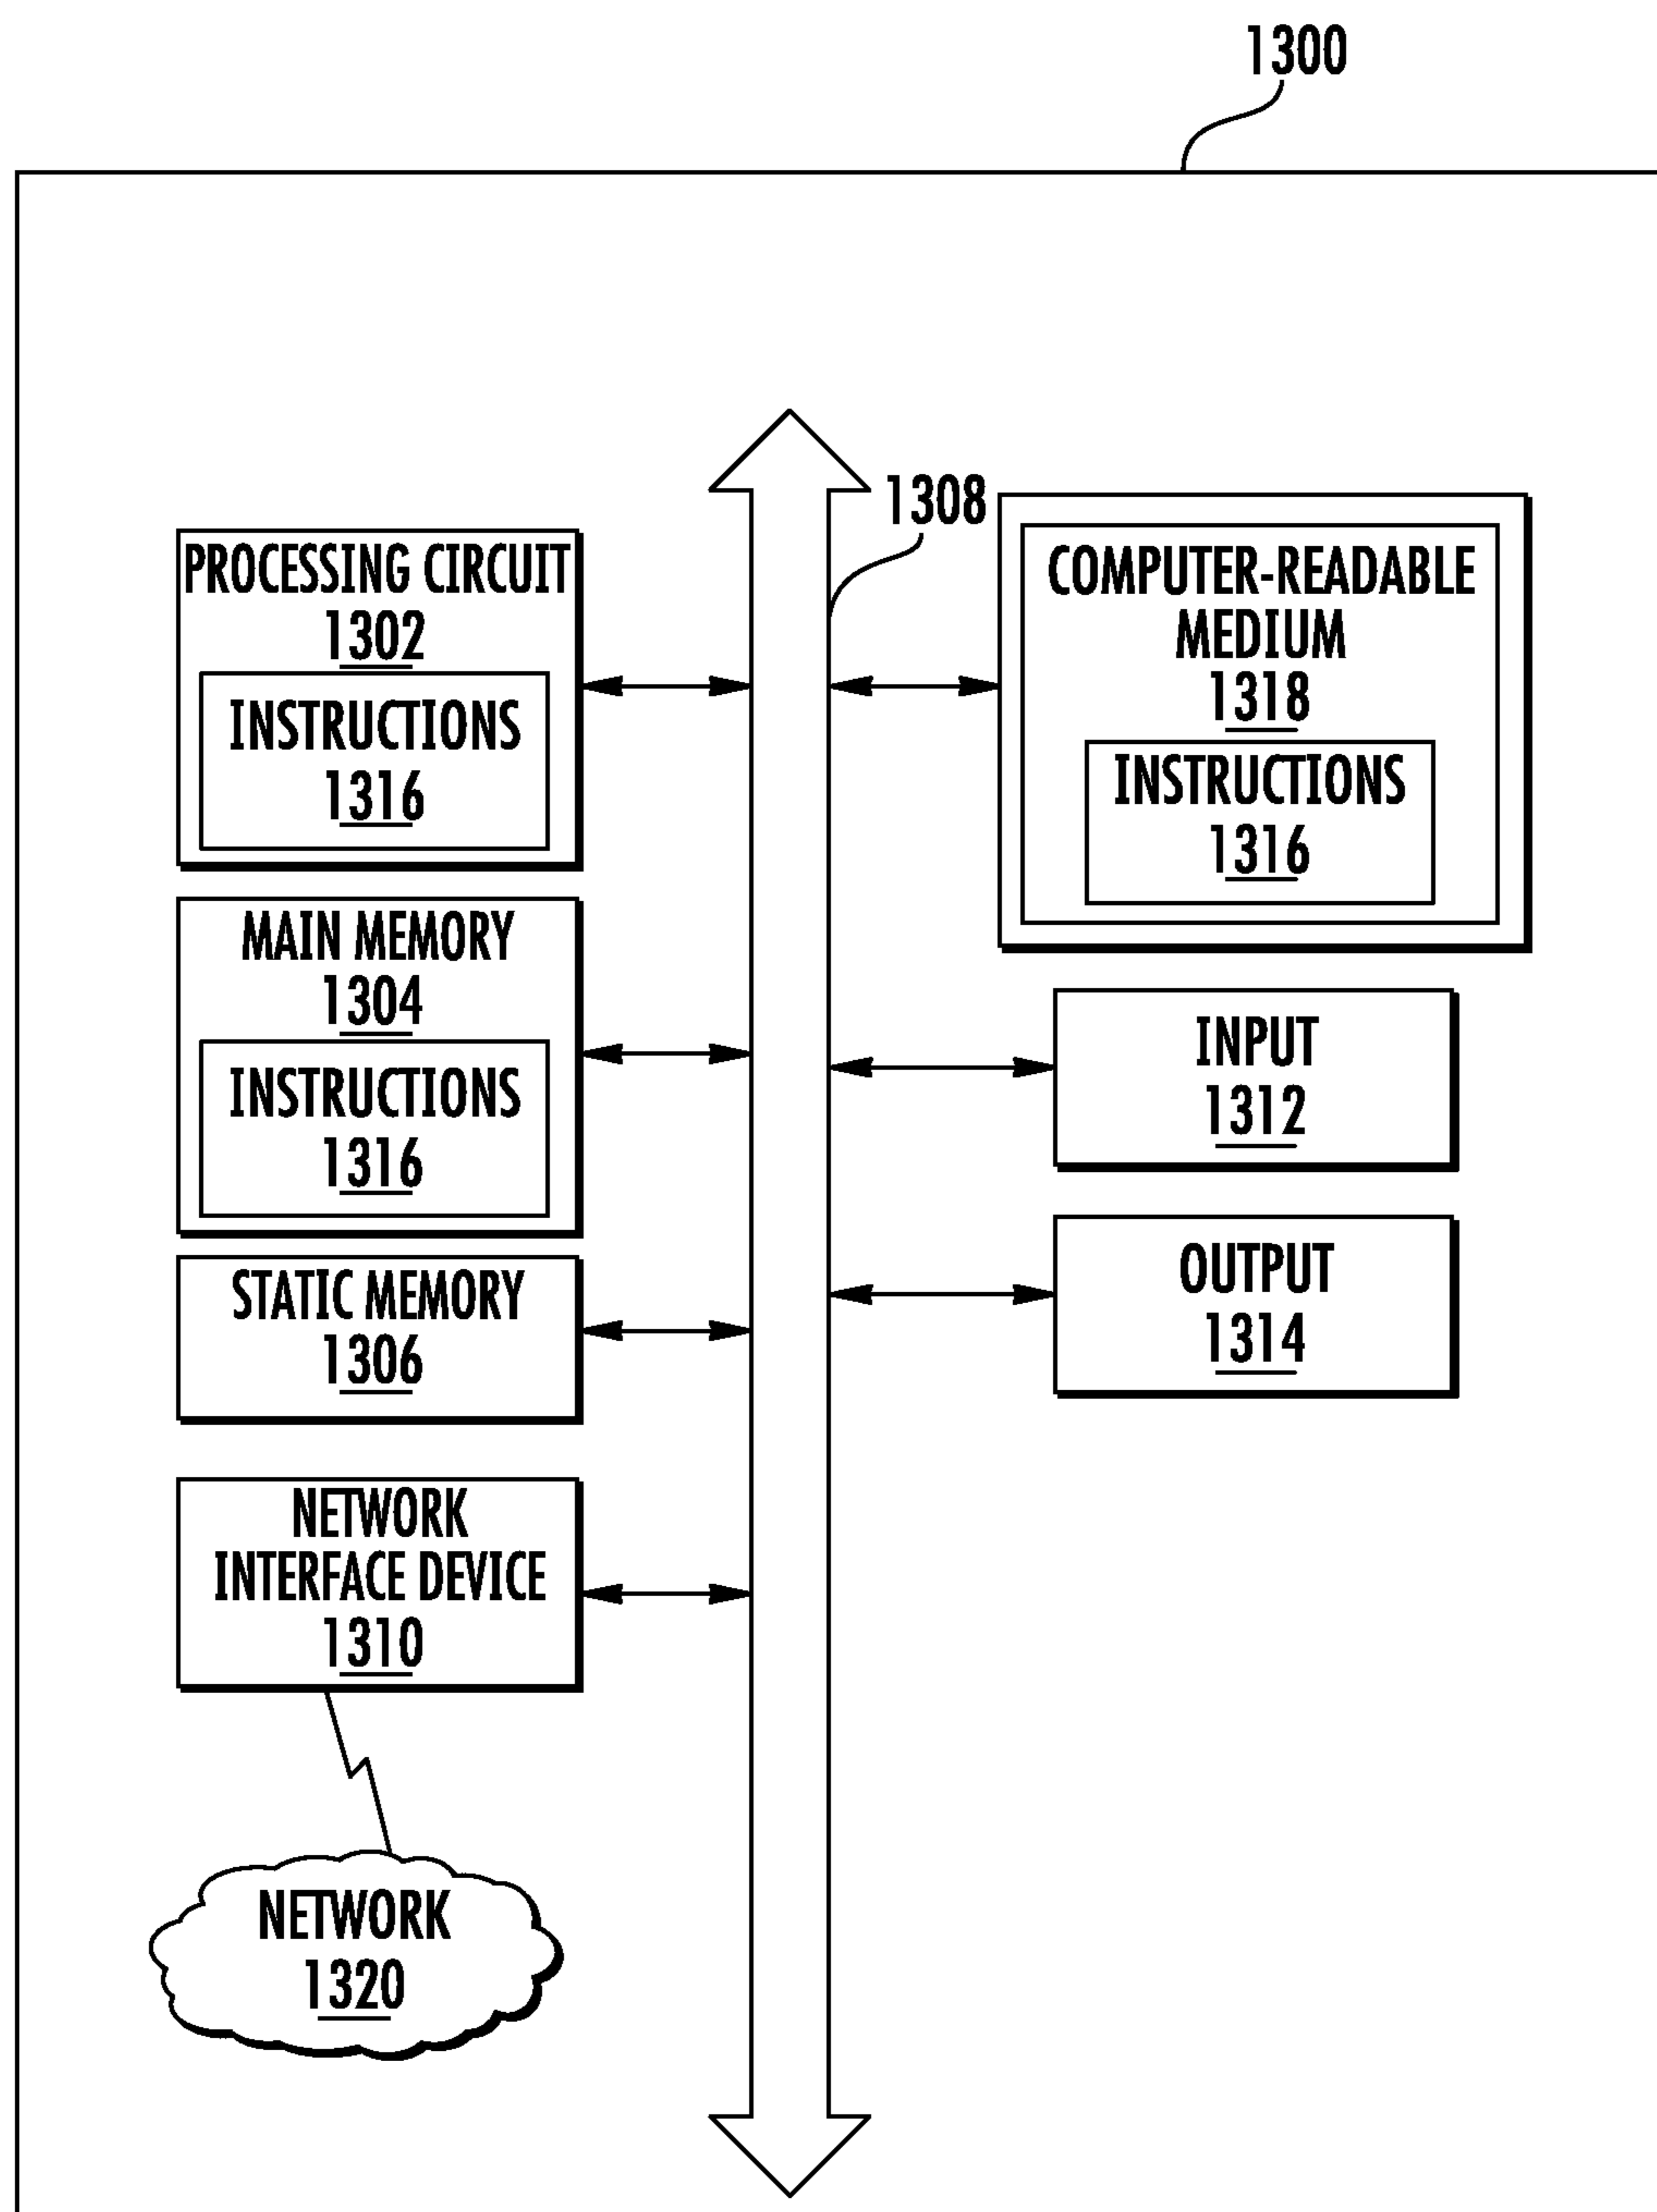 1300
1308
PROCESSING CIRCUIT
1302
INSTRUCTIONS
1316
MAIN MEMORY
1304
INSTRUCTIONS
1316
STATIC MEMORY
1306
NETWORK
INTERFACE DEVICE
1310
NETWORK
1320
COMPUTER-READABLE
MEDIUM
1318
INSTRUCTIONS
1316
INPUT
1312
OUTPUT
1314